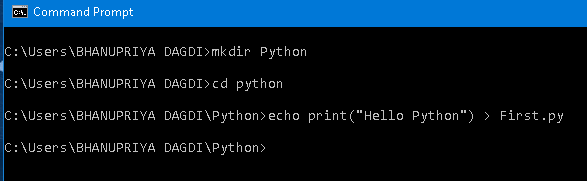 Command Prompt
C:\Users\BHANUPRIYA DAGDI>mkdir Python
C:\Users\BHANUPRIYA DAGDI>cd python
C:\Users\BHANUPRIYA DAGDI\Python>echo print("Hello Python") > First.py
C:\Users\BHANUPRIYA DAGDI\Python>